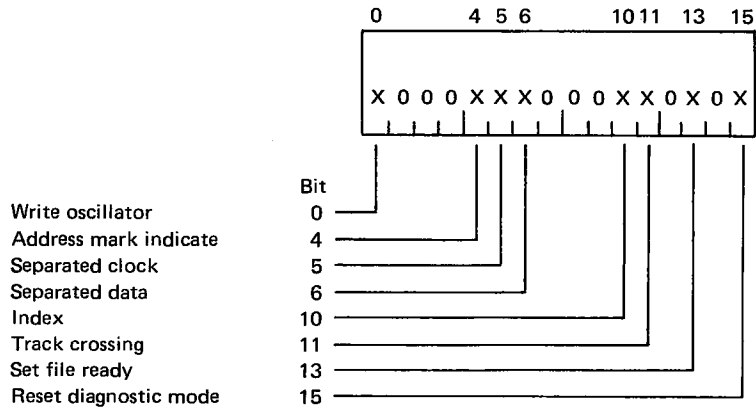 0 4 5 6 10 11 13 15
X 0 0 0 X X X 0 0 0 X X 0 X 0 X
Bit
Write oscillator 0
Address mark indicate 4
Separated clock 5
Separated data 6
Index 10
Track crossing 11
Set file ready 13
Reset diagnostic mode 15